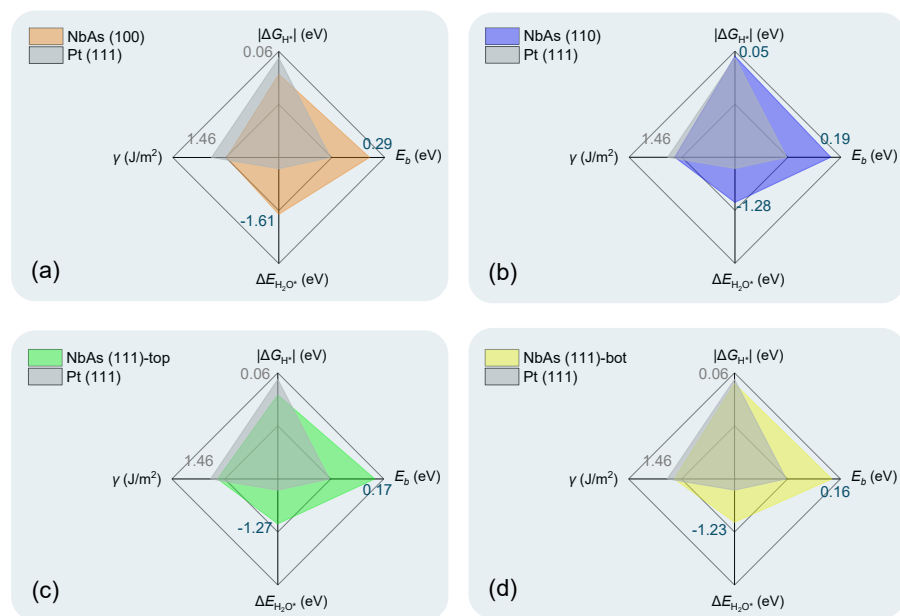 NbAs (100)
Pt (111)
|ΔG_H*| (eV)
0.06
1.46
0.29
γ (J/m²)
E_b (eV)
-1.61
ΔE_H₂O* (eV)
(a)
NbAs (110)
Pt (111)
|ΔG_H*| (eV)
0.05
1.46
0.19
γ (J/m²)
E_b (eV)
-1.28
ΔE_H₂O* (eV)
(b)
NbAs (111)-top
Pt (111)
|ΔG_H*| (eV)
0.06
1.46
γ (J/m²)
E_b (eV)
0.17
-1.27
ΔE_H₂O* (eV)
(c)
NbAs (111)-bot
Pt (111)
|ΔG_H*| (eV)
0.06
1.46
γ (J/m²)
E_b (eV)
0.16
-1.23
ΔE_H₂O* (eV)
(d)